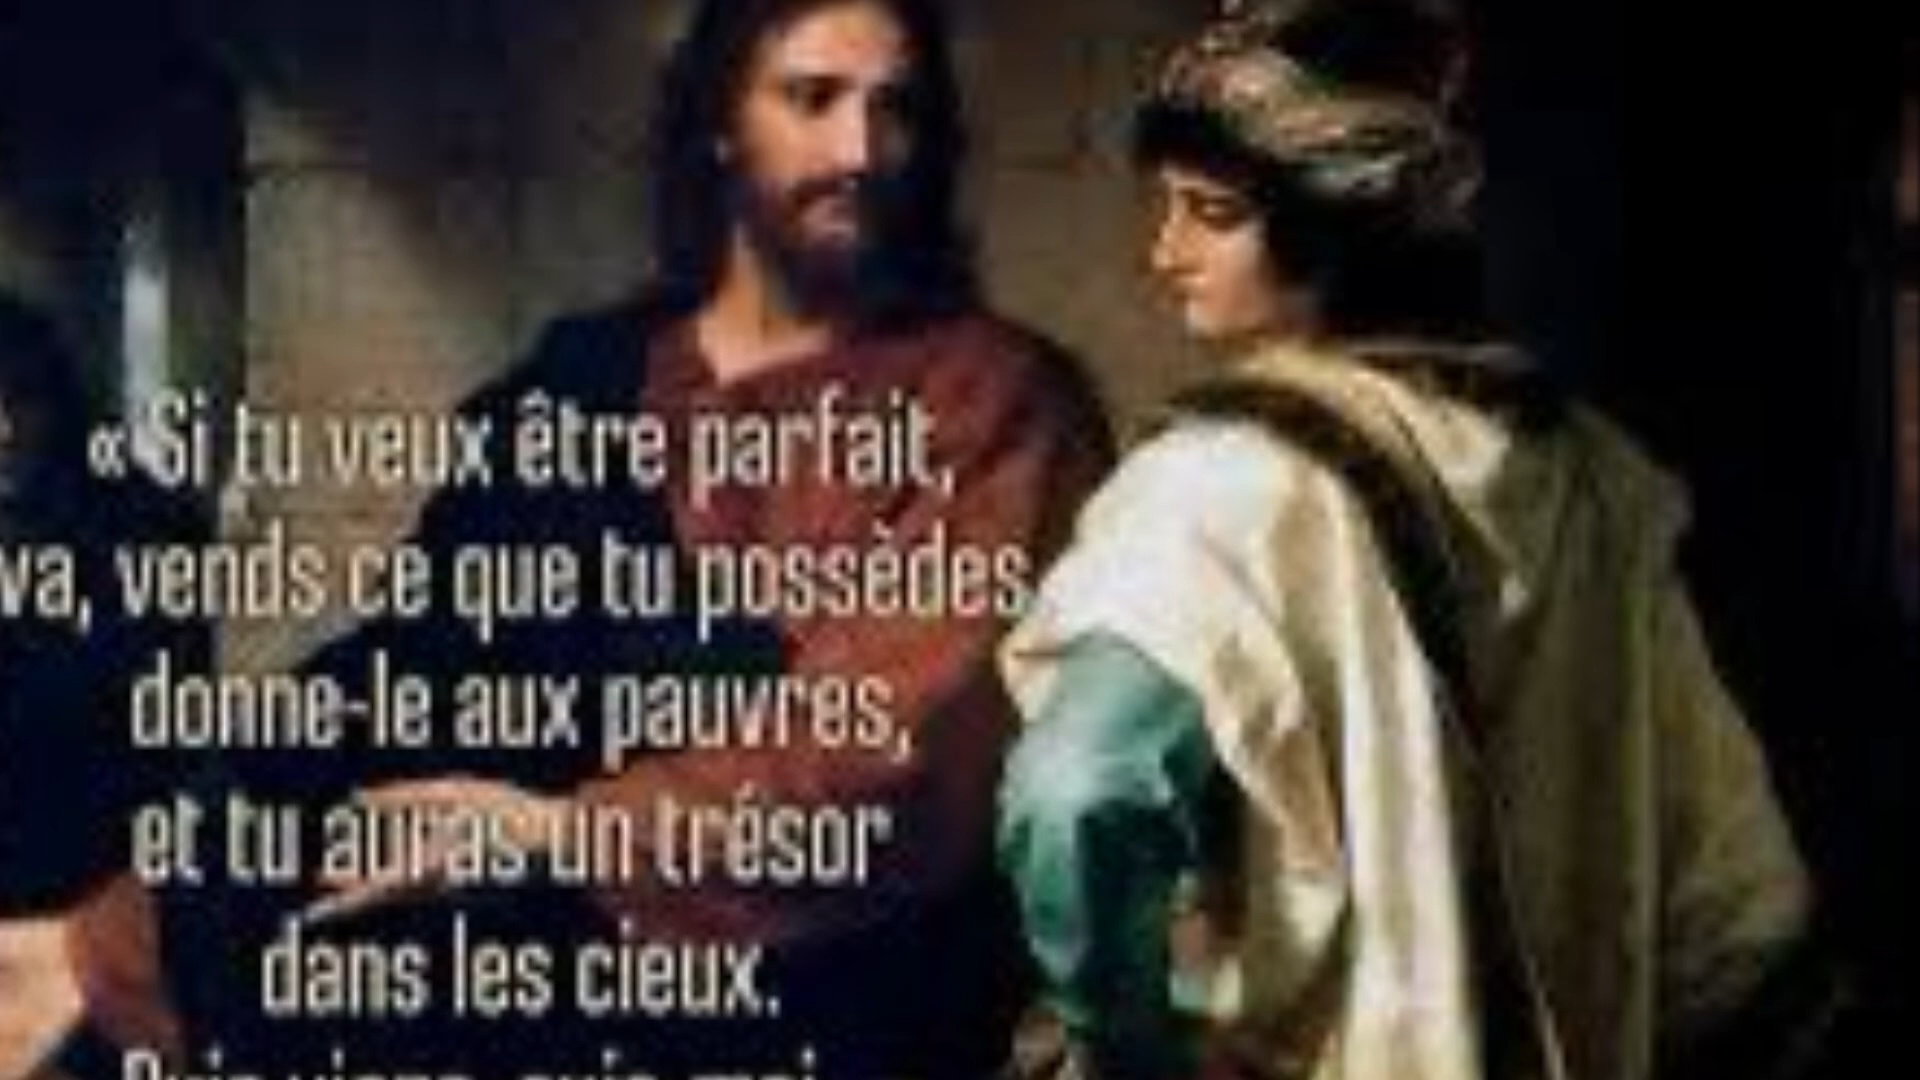 «Si tu veux être parfait,
va, vends ce que tu possèdes
donne-le aux pauvres,
et tu auras un trésor
dans les cieux.